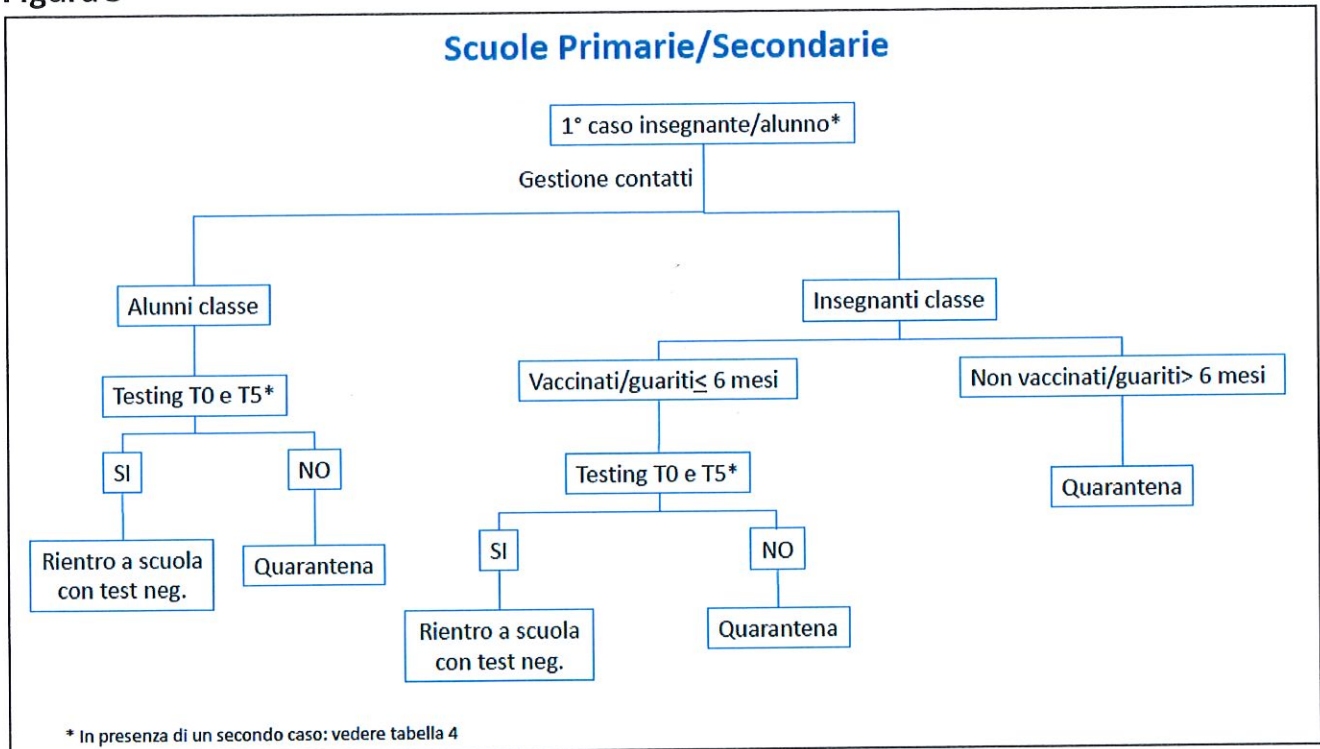 Scuole Primarie/Secondarie
1° caso insegnante/alunno*
Gestione contatti
Alunni classe
Insegnanti classe
Testing T0 e T5*
Vaccinati/guariti≤ 6 mesi
Non vaccinati/guariti> 6 mesi
SI
NO
Testing T0 e T5*
Quarantena
Rientro a scuola
con test neg.
Quarantena
SI
NO
Rientro a scuola
con test neg.
Quarantena
* In presenza di un secondo caso: vedere tabella 4